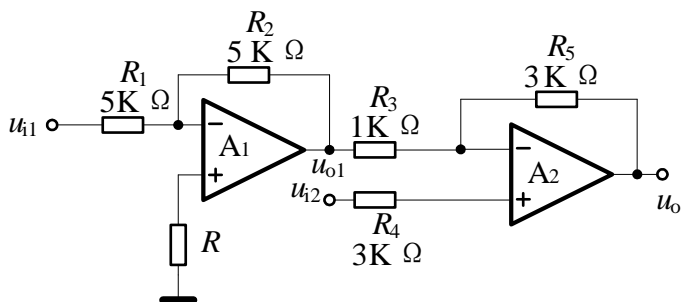 R2
5 K Ω
R1
5K Ω
ui1
−
A1
+
R
uo1
R3
1K Ω
ui2
R4
3K Ω
R5
3K Ω
−
A2
+
uo